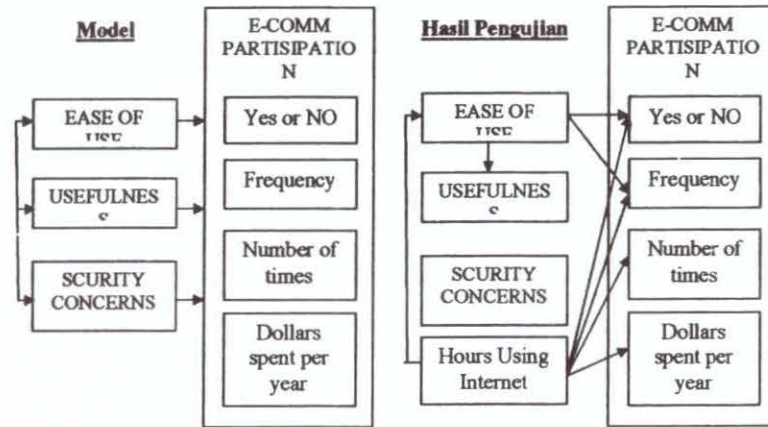 Model
E-COMM
PARTISIPATIO
N
EASE OF
USE
Yes or NO
USEFULNES
S
Frequency
SCURITY
CONCERNS
Number of
times
Dollars
spent per
year
Hasil Pengujian
E-COMM
PARTISIPATIO
N
EASE OF
USE
Yes or NO
USEFULNES
S
Frequency
SCURITY
CONCERNS
Number of
times
Hours Using
Internet
Dollars
spent per
year